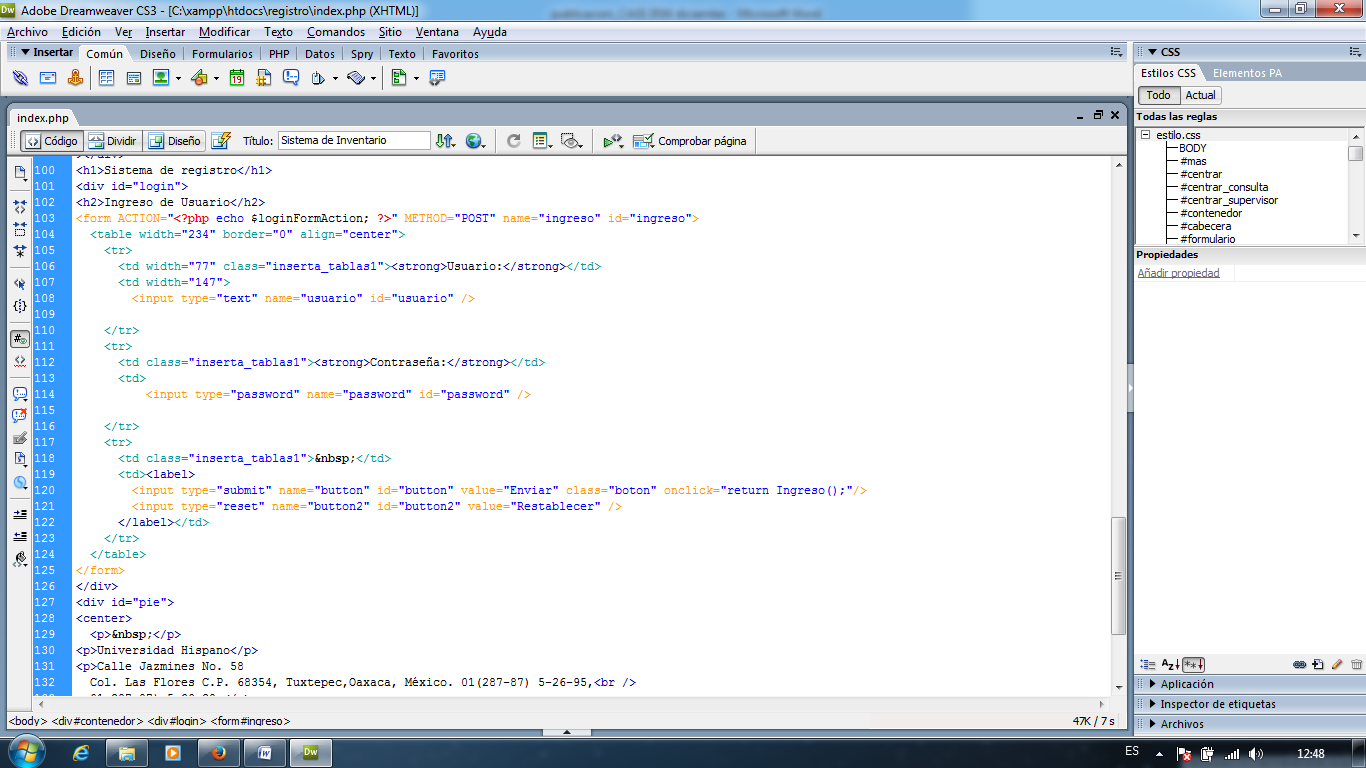 Adobe Dreamweaver CS3 - [C:\xampp\htdocs\registro\index.php (XHTML)]
Archivo Edición Ver Insertar Modificar Texto Comandos Sitio Ventana Ayuda
Insertar Común Diseño Formularios PHP Datos Spry Texto Favoritos
index.php
Código Dividir Diseño Título: Sistema de Inventario Comprobar página
100 <h1>Sistema de registro</h1>
101 <div id="login">
102 <h2>Ingreso de Usuario</h2>
103 <form ACTION="<?php echo $loginFormAction; ?>" METHOD="POST" name="ingreso" id="ingreso">
104 <table width="234" border="0" align="center">
105 <tr>
106 <td width="77" class="inserta_tablas1"><strong>Usuario:</strong></td>
107 <td width="147">
108 <input type="text" name="usuario" id="usuario" />
109
110 </tr>
111 <tr>
112 <td class="inserta_tablas1"><strong>Contraseña:</strong></td>
113 <td>
114 <input type="password" name="password" id="password" />
115
116 </tr>
117 <tr>
118 <td class="inserta_tablas1">&nbsp;</td>
119 <td><label>
120 <input type="submit" name="button" id="button" value="Enviar" class="boton" onclick="return Ingreso();"/>
121 <input type="reset" name="button2" id="button2" value="Restablecer" />
122 </label></td>
123 </tr>
124 </table>
125 </form>
126 </div>
127 <div id="pie">
128 <center>
129 <p>&nbsp;</p>
130 <p>Universidad Hispano</p>
131 <p>Calle Jazmines No. 58
132 Col. Las Flores C.P. 68354, Tuxtepec,Oaxaca, México. 01(287-87) 5-26-95,<br />
<body> <div#contenedor> <div#login> <form#ingreso>
47K / 7 s
CSS
Estilos CSS Elementos PA
Todo Actual
Todas las reglas
estilo.css
BODY
#mas
#centrar
#centrar_consulta
#centrar_supervisor
#contenedor
#cabecera
#formulario
Propiedades
Añadir propiedad
Aplicación
Inspector de etiquetas
Archivos
ES
12:48